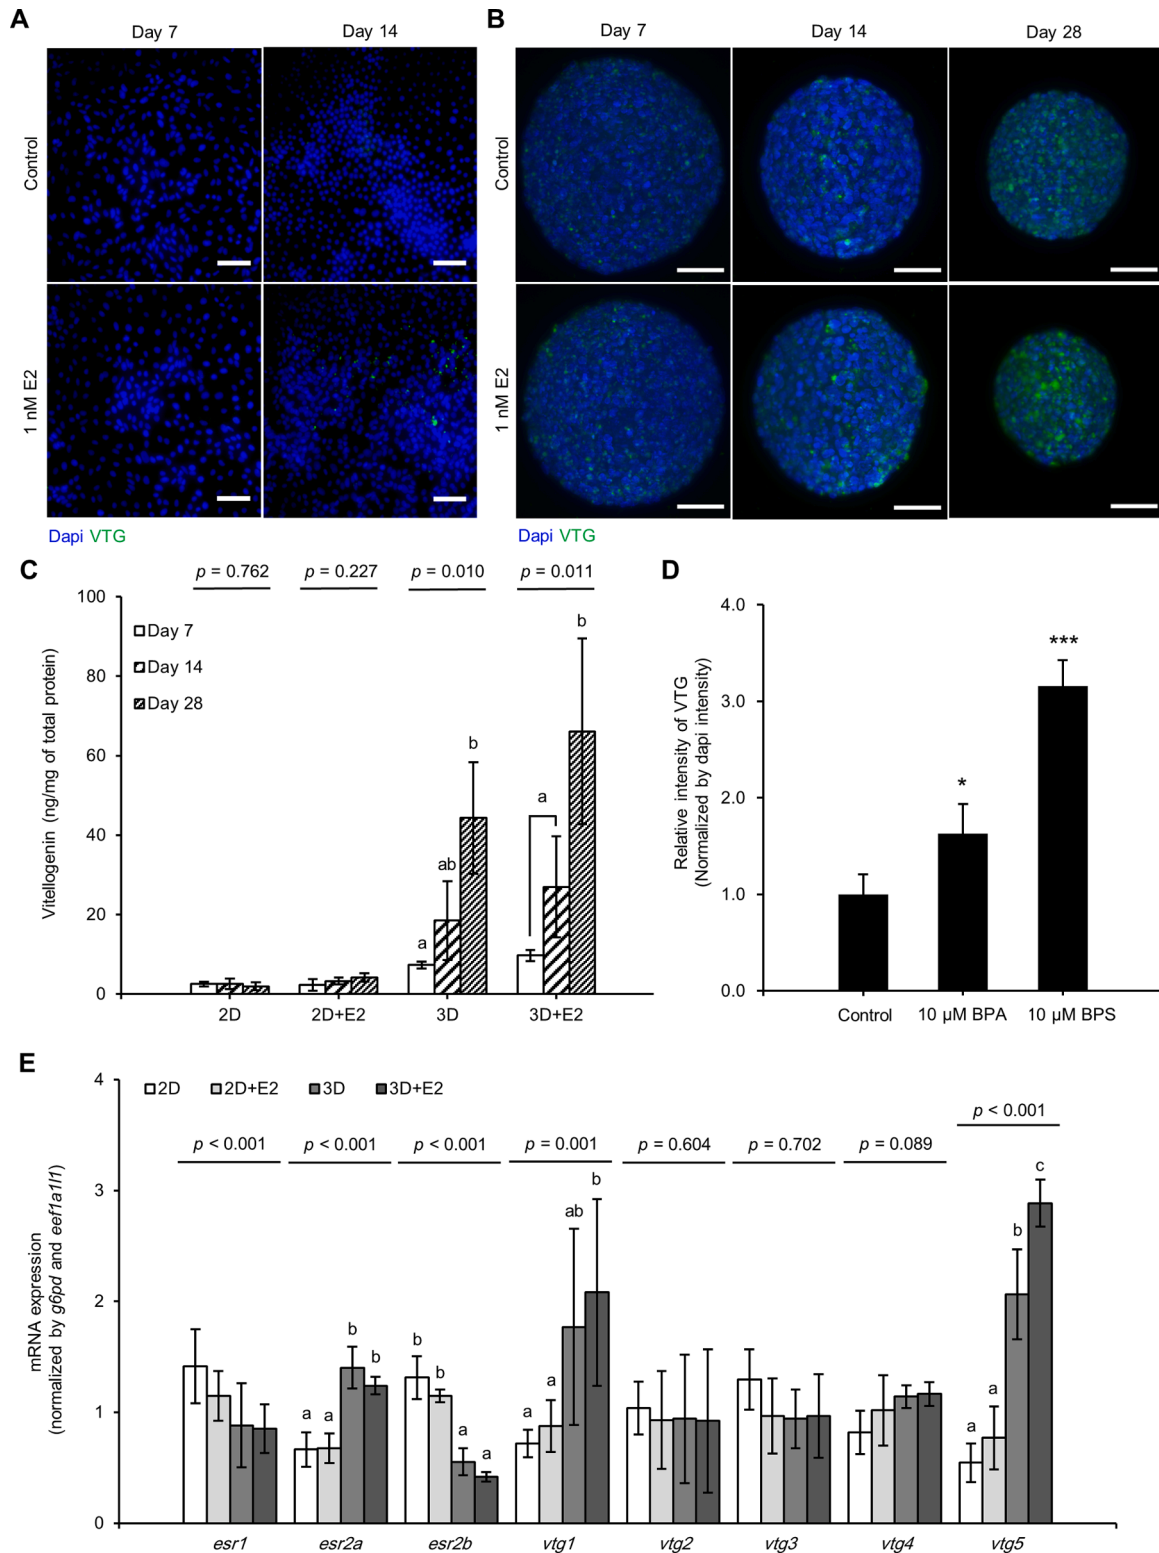 A
B
Day 7
Day 14
Day 7
Day 14
Day 28
Control
Control
1 nM E2
1 nM E2
Dapi VTG
Dapi VTG
C
p = 0.762
p = 0.227
p = 0.010
p = 0.011
Vitellogenin (ng/mg of total protein)
100
80
60
40
20
0
Day 7
Day 14
Day 28
a
ab
b
a
b
2D
2D+E2
3D
3D+E2
D
Relative intensity of VTG
(Normalized by dapi intensity)
4.0
3.0
2.0
1.0
0.0
*
***
Control
10 µM BPA
10 µM BPS
E
mRNA expression
(normalized by g6pd and eef1a1l1)
4
3
2
1
0
2D
2D+E2
3D
3D+E2
p < 0.001
p < 0.001
p < 0.001
p = 0.001
p = 0.604
p = 0.702
p = 0.089
p < 0.001
a
a
b
b
b
b
a
a
a
a
ab
b
a
a
b
c
esr1
esr2a
esr2b
vtg1
vtg2
vtg3
vtg4
vtg5